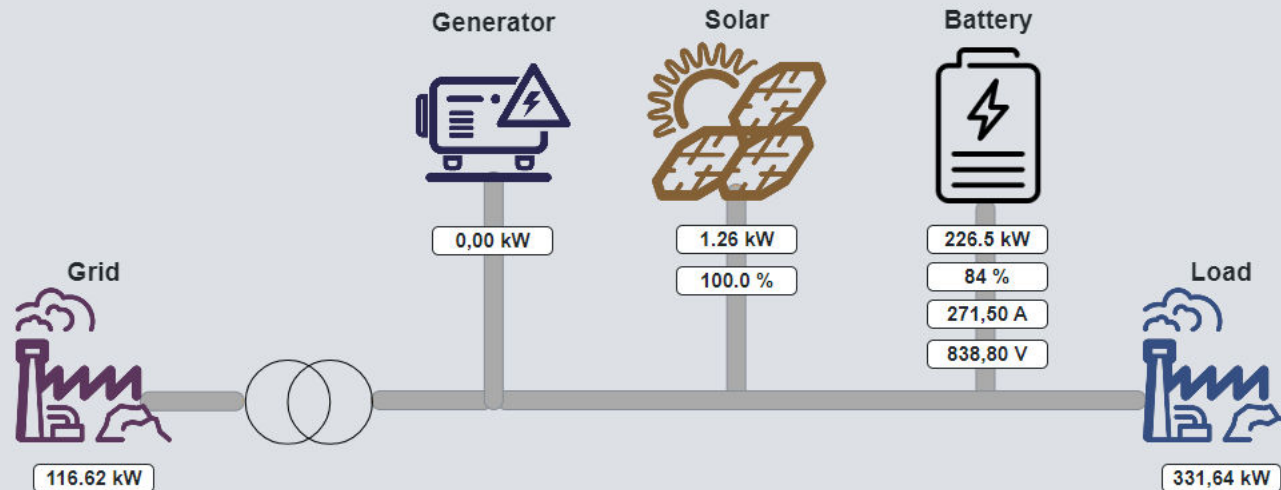 Generator
Solar
Battery
0,00 kW
1.26 kW
100.0 %
226.5 kW
84 %
271,50 A
838,80 V
Grid
Load
116.62 kW
331,64 kW